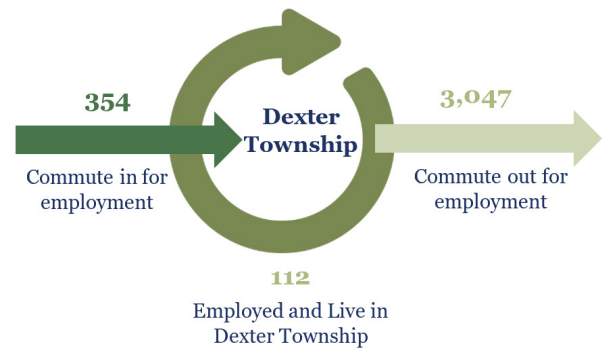 354
Commute in for
employment
Dexter
Township
3,047
Commute out for
employment
112
Employed and Live in
Dexter Township